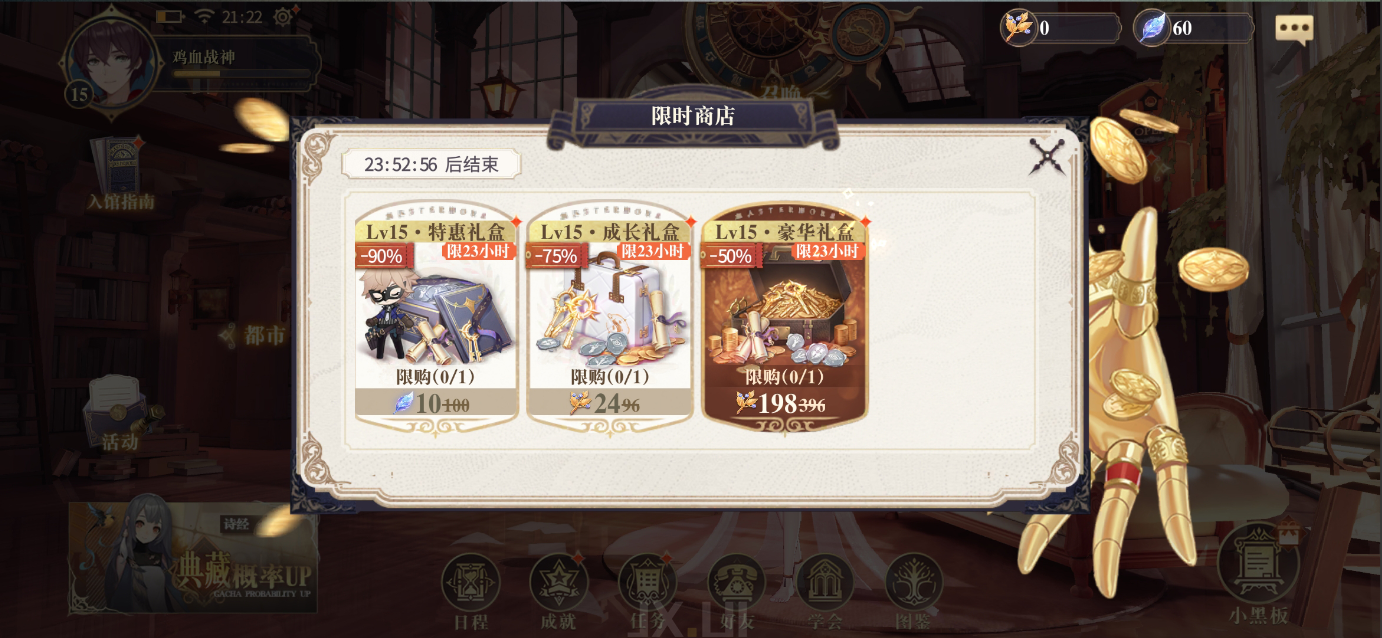 21:22
0
60
鸡血战神
15
召唤
限时商店
23:52:56 后结束
入馆指南
Lv15·特惠礼盒
-90%
限23小时
限购(0/1)
10 100
Lv15·成长礼盒
-75%
限23小时
限购(0/1)
24 96
Lv15·豪华礼盒
-50%
限23小时
限购(0/1)
198 396
都市
活动
诗经
典藏概率UP
GACHA PROBABILITY UP
日程
成就
任务
好友
学会
图鉴
小黑板